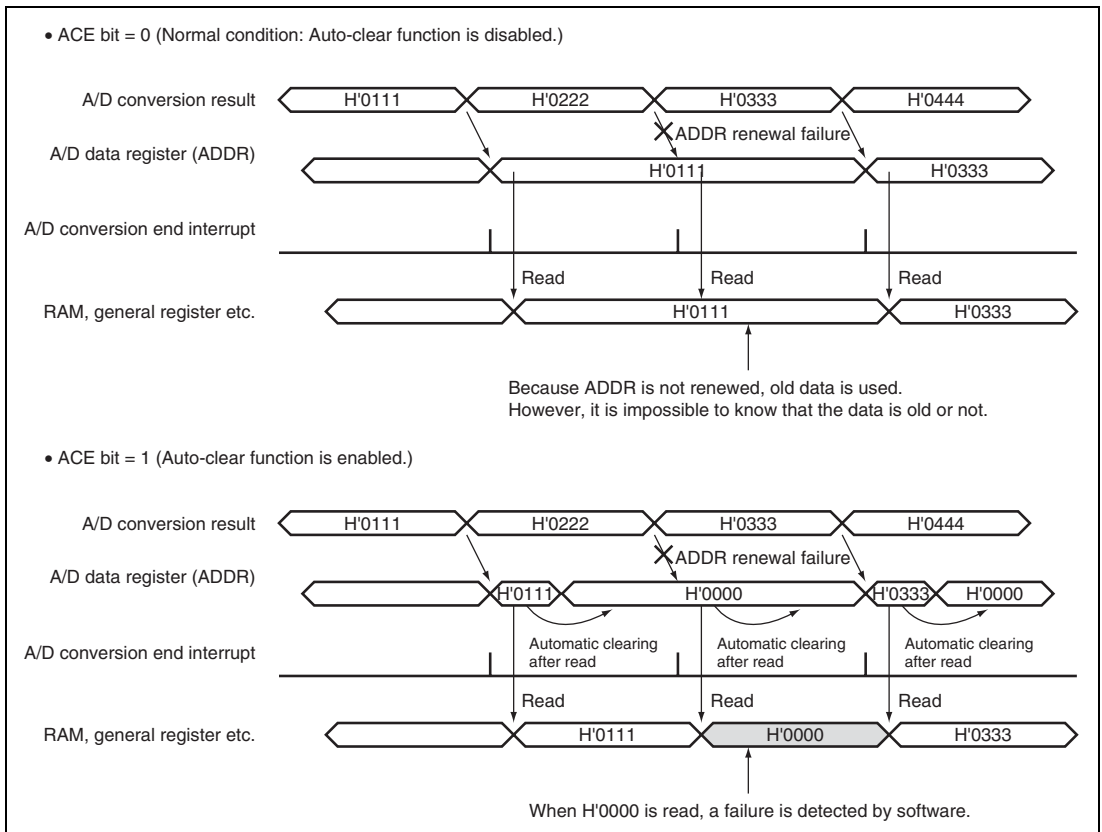 • ACE bit = 0 (Normal condition: Auto-clear function is disabled.)
A/D conversion result
H'0111
H'0222
H'0333
H'0444
ADDR renewal failure
A/D data register (ADDR)
H'0111
H'0333
A/D conversion end interrupt
Read
Read
Read
RAM, general register etc.
H'0111
H'0333
Because ADDR is not renewed, old data is used.
However, it is impossible to know that the data is old or not.
• ACE bit = 1 (Auto-clear function is enabled.)
A/D conversion result
H'0111
H'0222
H'0333
H'0444
ADDR renewal failure
A/D data register (ADDR)
H'0111
H'0000
H'0333
H'0000
Automatic clearing
after read
Automatic clearing
after read
Automatic clearing
after read
A/D conversion end interrupt
Read
Read
Read
RAM, general register etc.
H'0111
H'0000
H'0333
When H'0000 is read, a failure is detected by software.